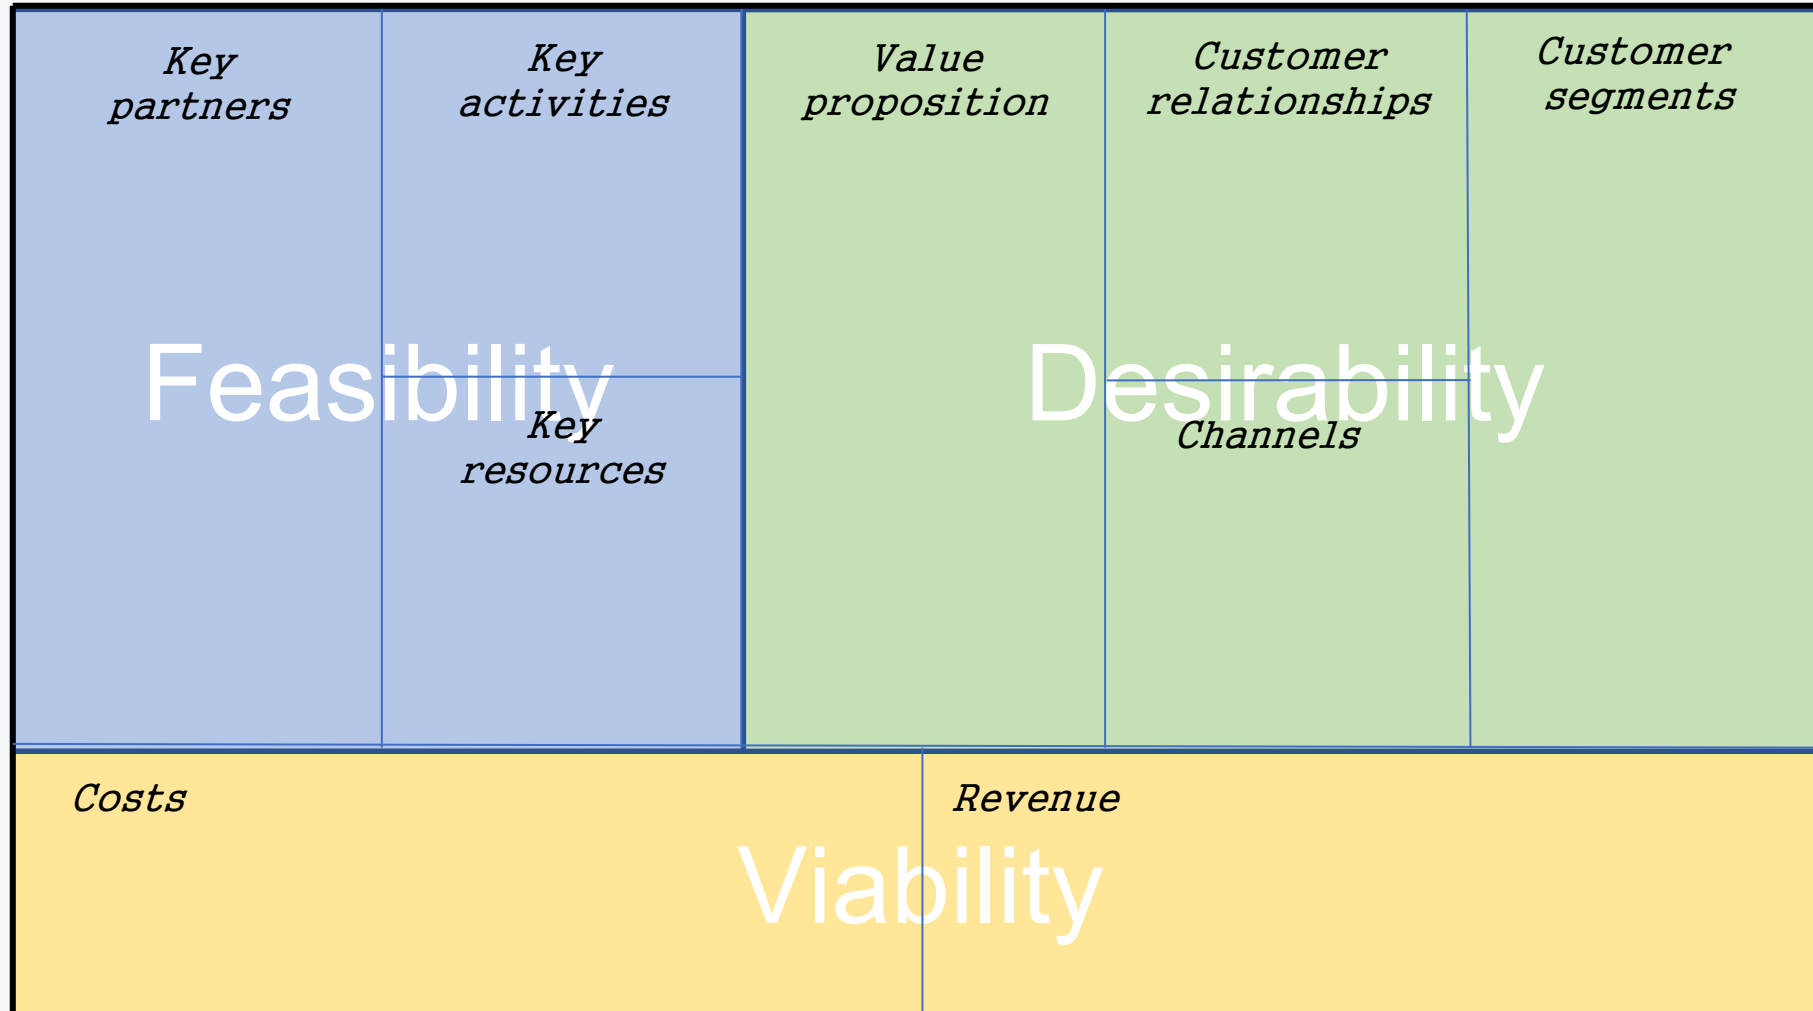 Key
partners
Key
activities
Value
proposition
Customer
relationships
Customer
segments
Feasibility
Desirability
Key
resources
Channels
Costs
Revenue
Viability